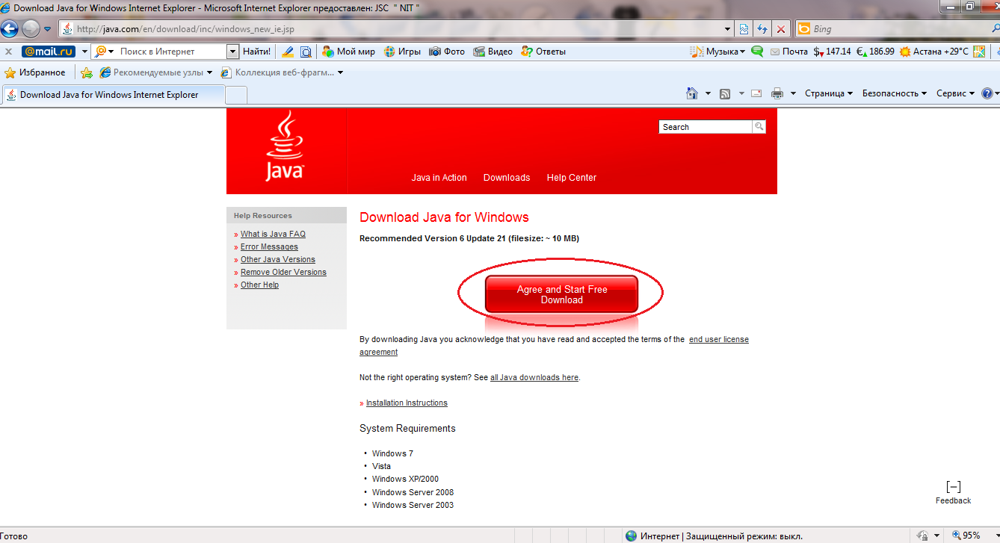 Download Java for Windows Internet Explorer - Microsoft Internet Explorer предоставлен: JSC " NIT "
http://java.com/en/download/inc/windows_new_ie.jsp
Bing
x @mail.ru Поиск в Интернет Найти! Мой мир Игры Фото Видео Ответы Музыка Почта $ 147.14 € 186.99 Астана +29°C
Избранное Рекомендуемые узлы Коллекция веб-фрагм...
Download Java for Windows Internet Explorer
Страница Безопасность Сервис
Java™
Search
Java in Action Downloads Help Center
Help Resources
» What is Java FAQ
» Error Messages
» Other Java Versions
» Remove Older Versions
» Other Help
Download Java for Windows
Recommended Version 6 Update 21 (filesize: ~ 10 MB)
Agree and Start Free
Download
By downloading Java you acknowledge that you have read and accepted the terms of the end user license
agreement
Not the right operating system? See all Java downloads here.
» Installation Instructions
System Requirements
• Windows 7
• Vista
• Windows XP/2000
• Windows Server 2008
• Windows Server 2003
[−]
Feedback
Готово
Интернет | Защищенный режим: выкл.
95%